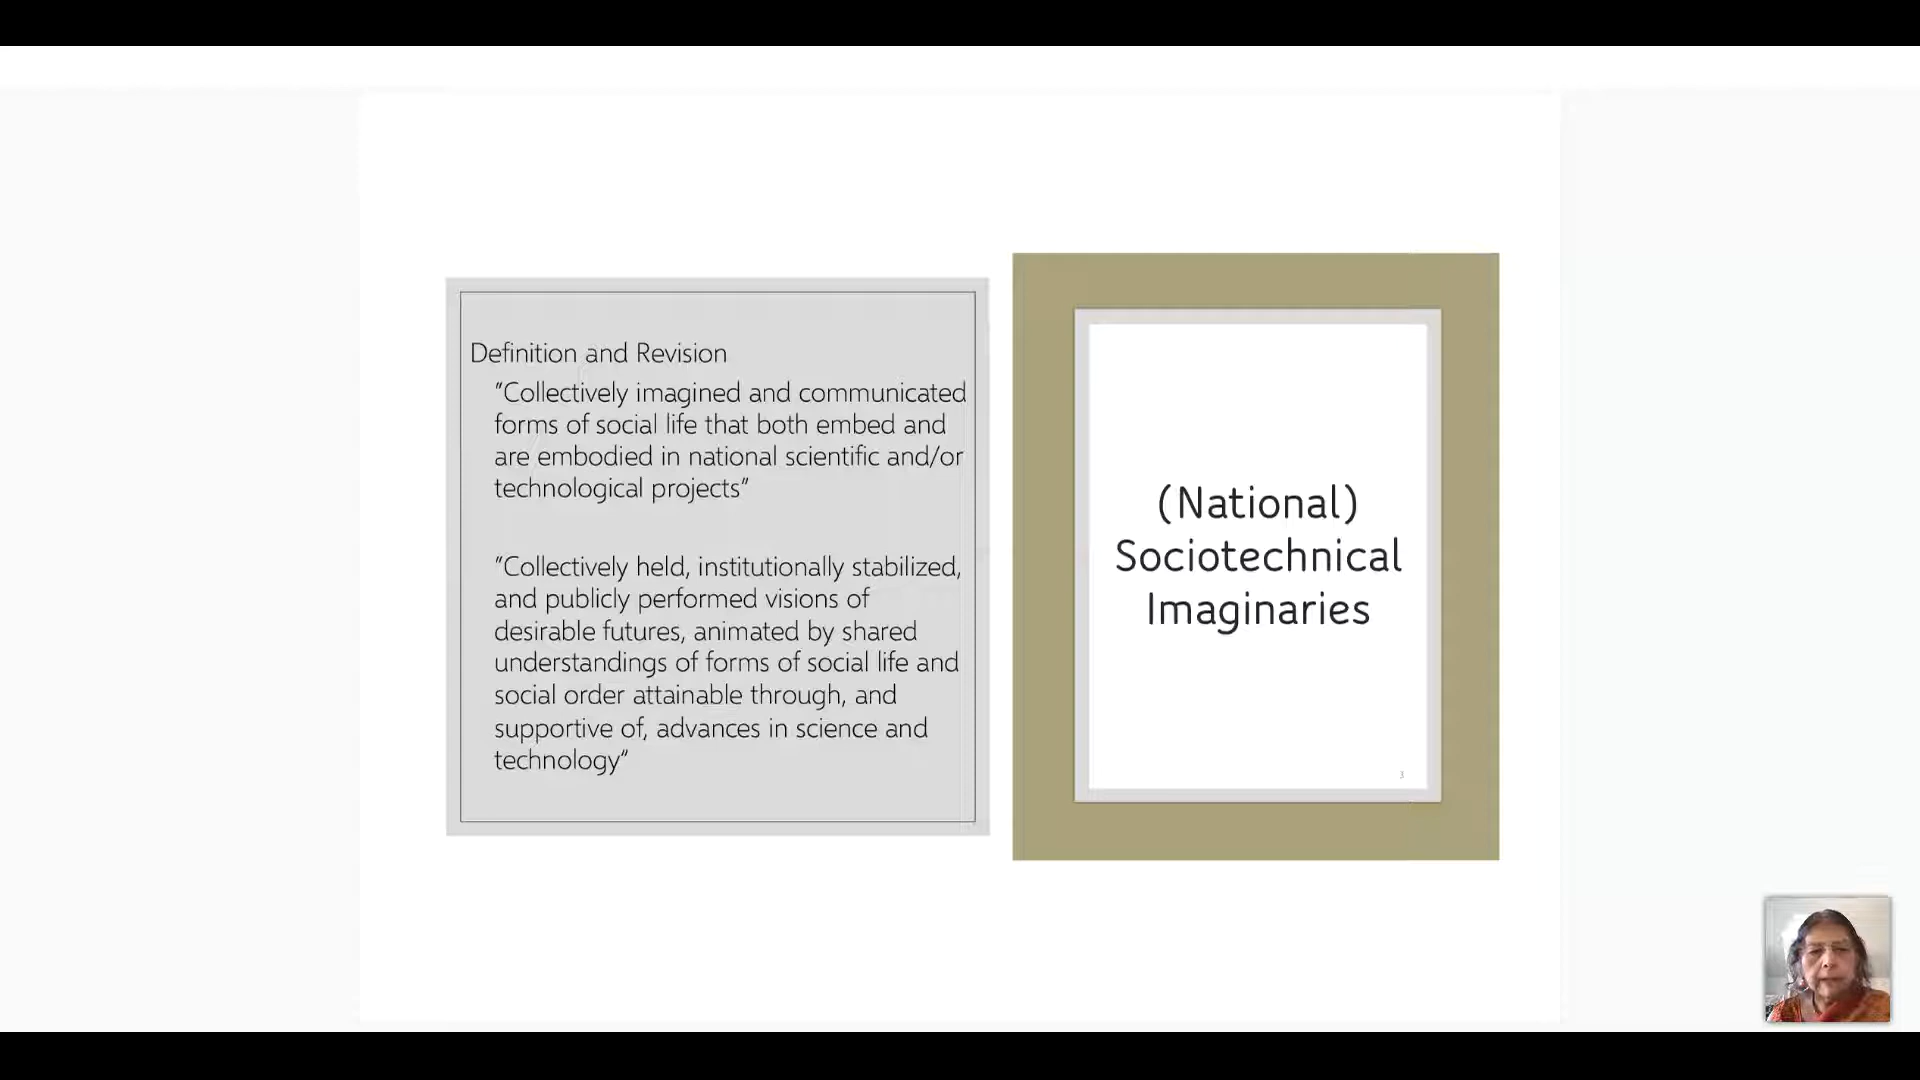 Definition and Revision
"Collectively imagined and communicated
forms of social life that both embed and
are embodied in national scientific and/or
technological projects"
"Collectively held, institutionally stabilized,
and publicly performed visions of
desirable futures, animated by shared
understandings of forms of social life and
social order attainable through, and
supportive of, advances in science and
technology"
(National)
Sociotechnical
Imaginaries
3